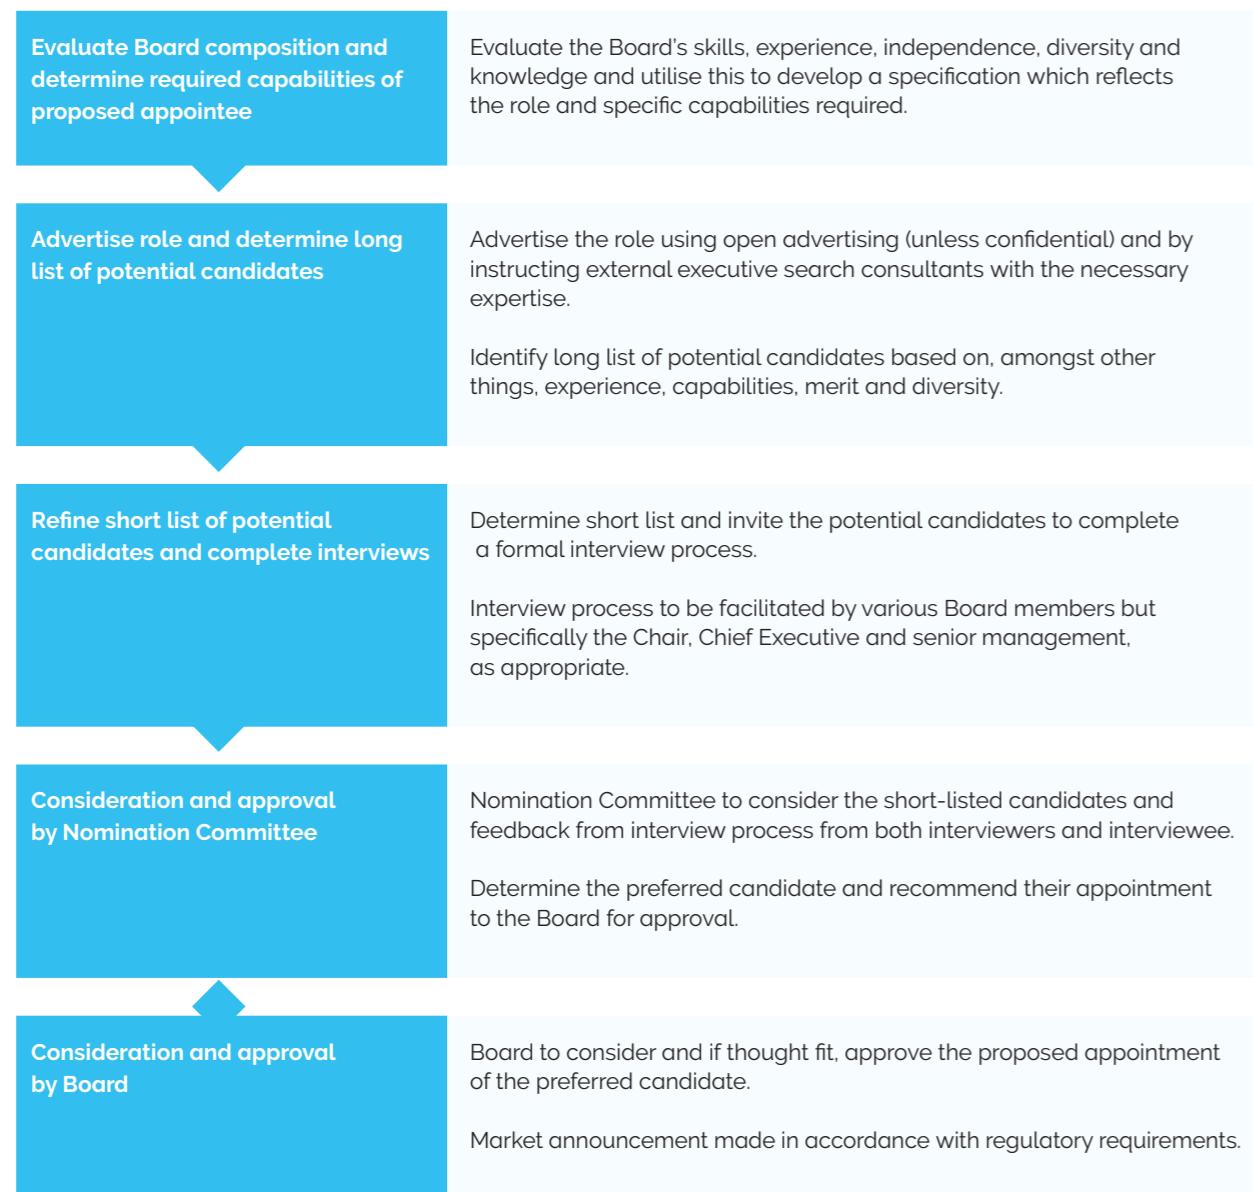 Evaluate Board composition and
determine required capabilities of
proposed appointee
Evaluate the Board’s skills, experience, independence, diversity and
knowledge and utilise this to develop a specification which reflects
the role and specific capabilities required.
Advertise role and determine long
list of potential candidates
Advertise the role using open advertising (unless confidential) and by
instructing external executive search consultants with the necessary
expertise.
Identify long list of potential candidates based on, amongst other
things, experience, capabilities, merit and diversity.
Refine short list of potential
candidates and complete interviews
Determine short list and invite the potential candidates to complete
a formal interview process.
Interview process to be facilitated by various Board members but
specifically the Chair, Chief Executive and senior management,
as appropriate.
Consideration and approval
by Nomination Committee
Nomination Committee to consider the short-listed candidates and
feedback from interview process from both interviewers and interviewee.
Determine the preferred candidate and recommend their appointment
to the Board for approval.
Consideration and approval
by Board
Board to consider and if thought fit, approve the proposed appointment
of the preferred candidate.
Market announcement made in accordance with regulatory requirements.